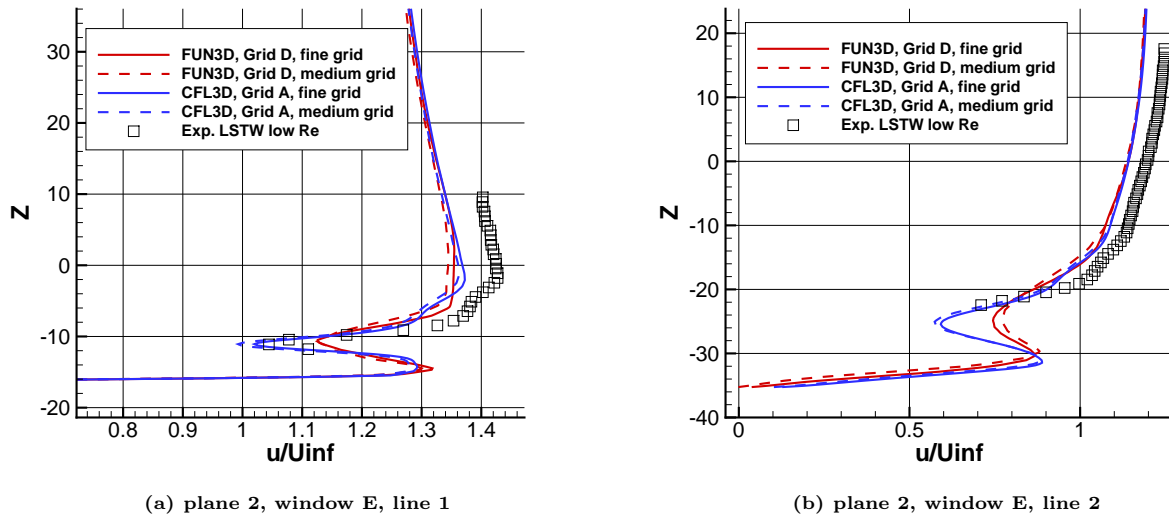 30
20
10
0
-10
-20
Z
FUN3D, Grid D, fine grid
FUN3D, Grid D, medium grid
CFL3D, Grid A, fine grid
CFL3D, Grid A, medium grid
Exp. LSTW low Re
0.8 0.9 1 1.1 1.2 1.3 1.4
u/Uinf
(a) plane 2, window E, line 1
20
10
0
-10
-20
-30
-40
Z
FUN3D, Grid D, fine grid
FUN3D, Grid D, medium grid
CFL3D, Grid A, fine grid
CFL3D, Grid A, medium grid
Exp. LSTW low Re
0 0.5 1
u/Uinf
(b) plane 2, window E, line 2